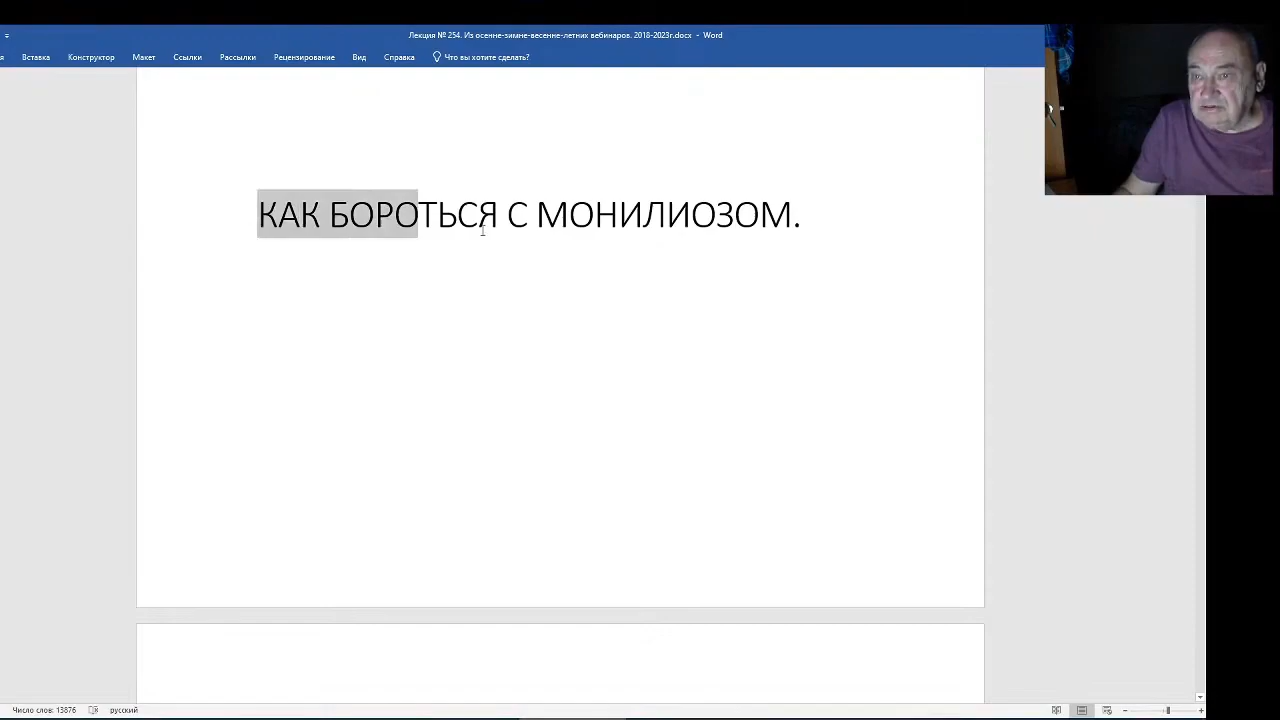 Лекция № 254. Из осенне-зимне-весенне-летних вебинаров. 2018-2023г.docx - Word
я Вставка Конструктор Макет Ссылки Рассылки Рецензирование Вид Справка Что вы хотите сделать?
КАК БОРОТЬСЯ С МОНИЛИОЗОМ.
Число слов: 13876 русский